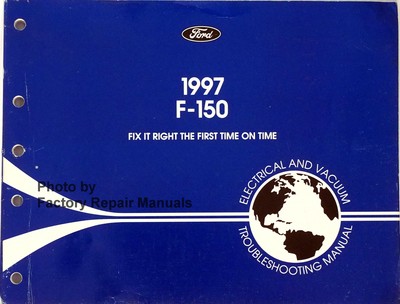 Ford
1997
F-150
FIX IT RIGHT THE FIRST TIME ON TIME
ELECTRICAL AND VACUUM
TROUBLESHOOTING MANUAL
Photo by
Factory Repair Manuals